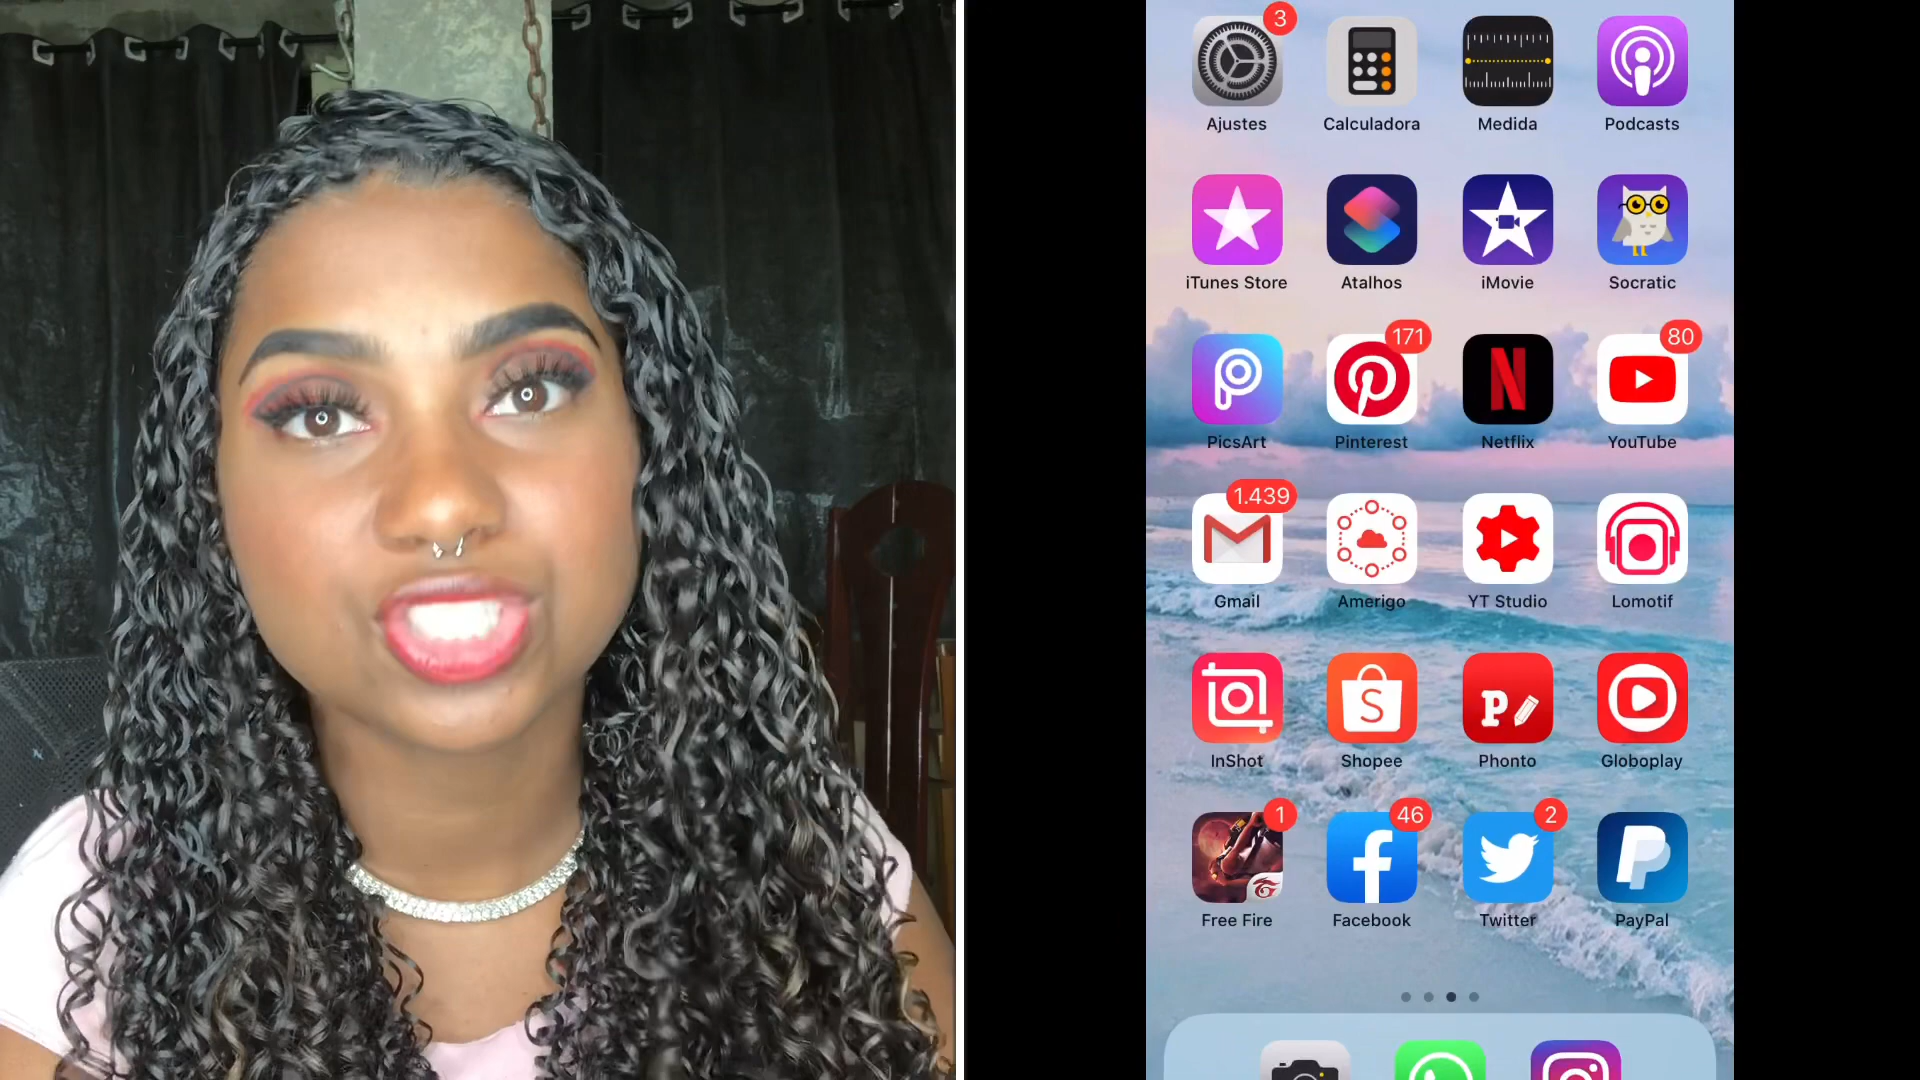 3
Ajustes Calculadora Medida Podcasts
iTunes Store Atalhos iMovie Socratic
171 80
PicsArt Pinterest Netflix YouTube
1.439
Gmail Amerigo YT Studio Lomotif
InShot Shopee Phonto Globoplay
1 46 2
Free Fire Facebook Twitter PayPal